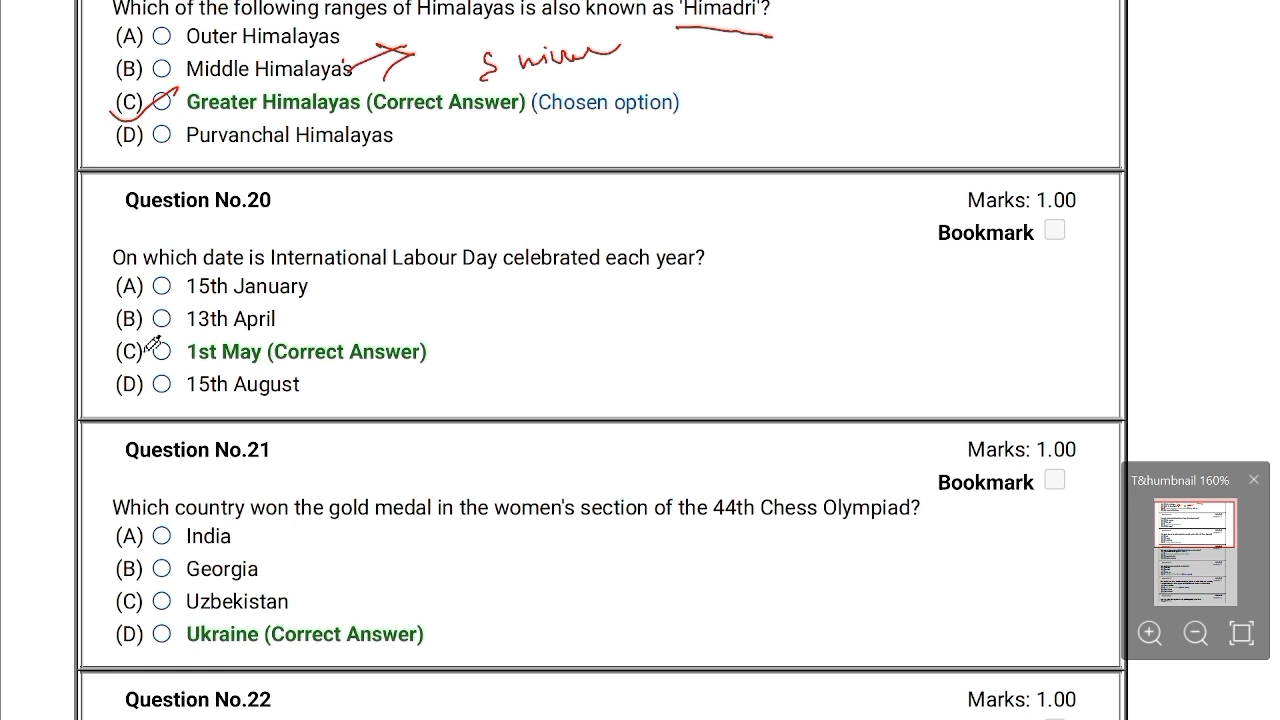 Which of the following ranges of Himalayas is also known as 'Himadri'?
(A) Outer Himalayas
(B) Middle Himalayas
(C) Greater Himalayas (Correct Answer) (Chosen option)
(D) Purvanchal Himalayas
Question No.20 Marks: 1.00
Bookmark
On which date is International Labour Day celebrated each year?
(A) 15th January
(B) 13th April
(C) 1st May (Correct Answer)
(D) 15th August
Question No.21 Marks: 1.00
Bookmark
Which country won the gold medal in the women's section of the 44th Chess Olympiad?
(A) India
(B) Georgia
(C) Uzbekistan
(D) Ukraine (Correct Answer)
T&humbnail 160%
Question No.22 Marks: 1.00